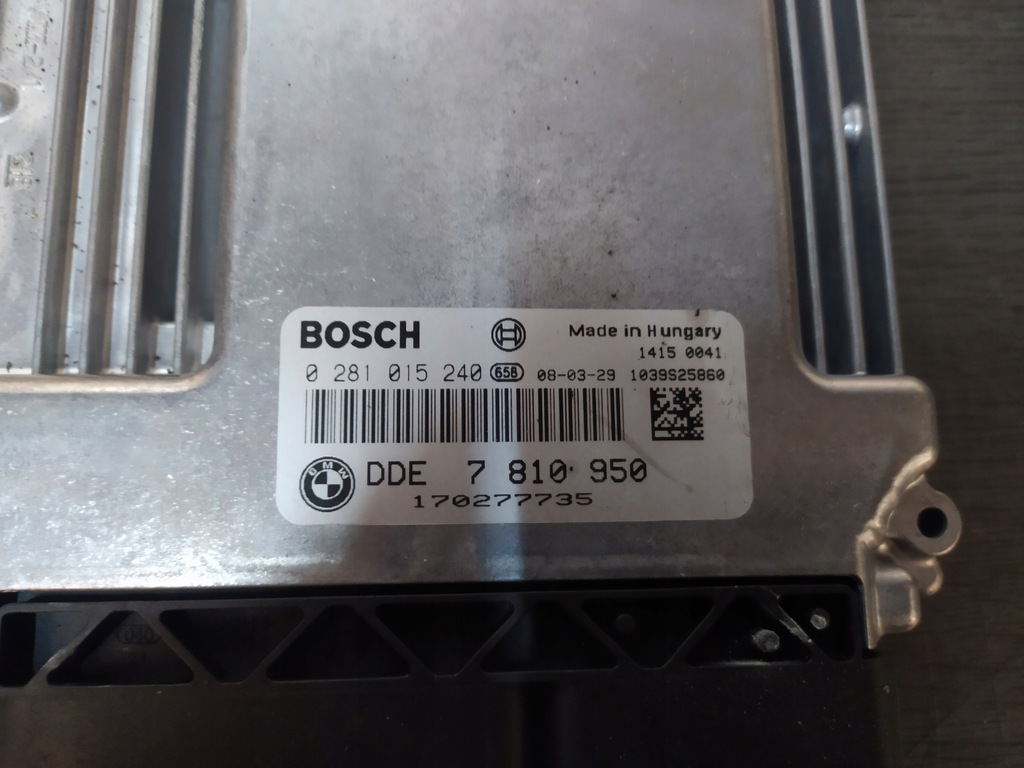 BOSCH
Made in Hungary
1415 0041
0 281 015 240 658 08-03-29 1039S25860
BMW
DDE 7 810 950
170277735